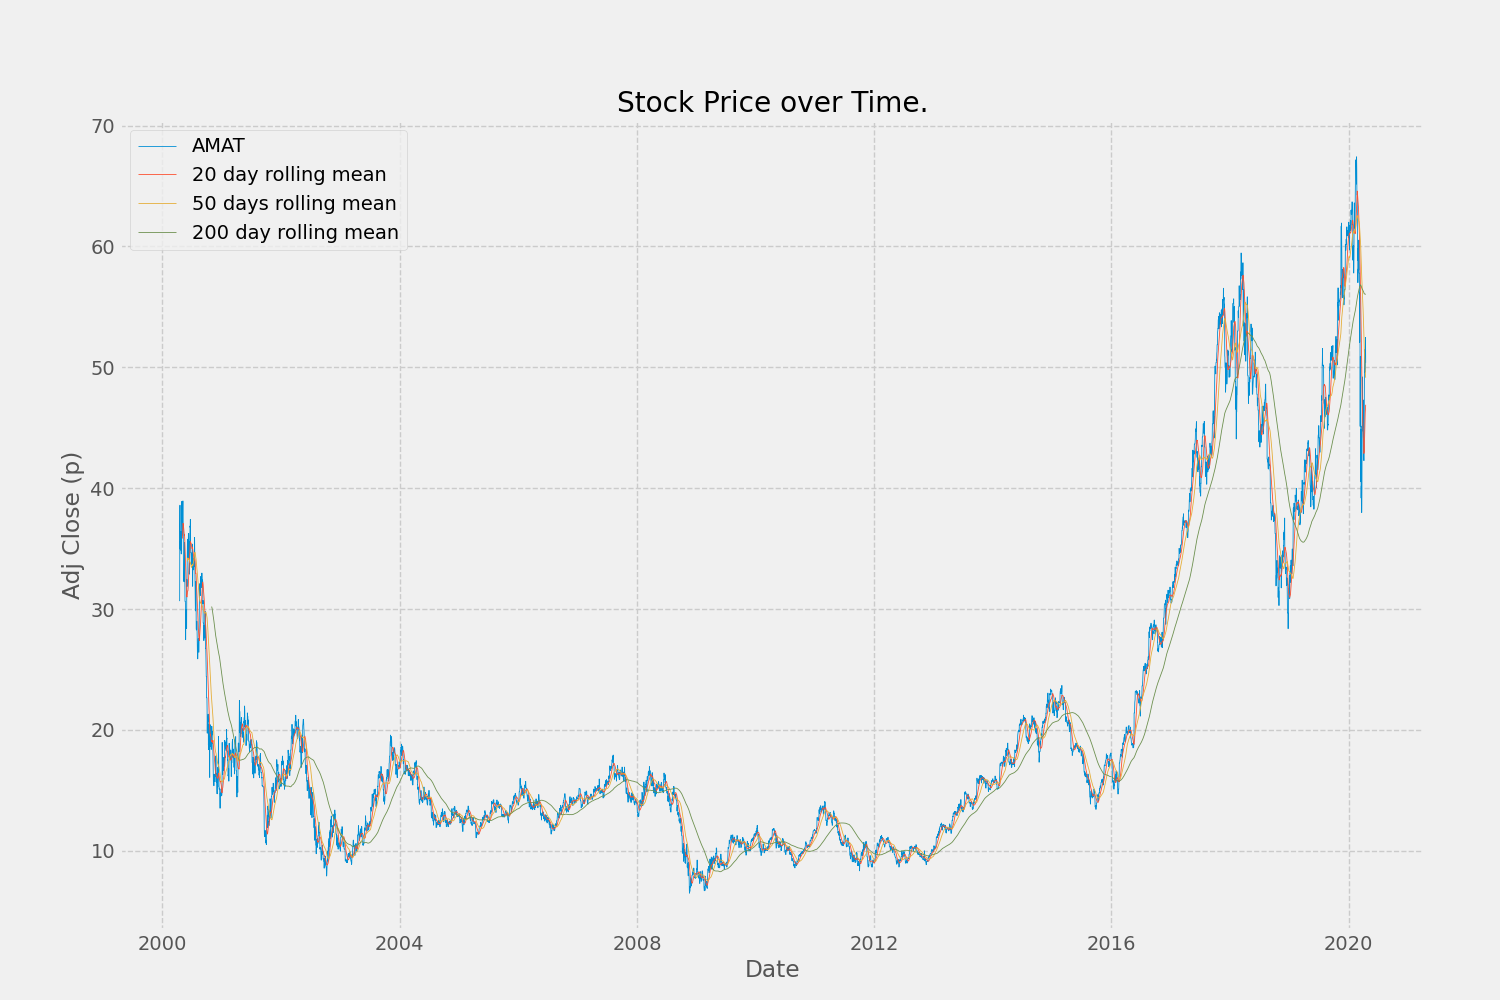 Stock Price over Time.
AMAT
20 day rolling mean
50 days rolling mean
200 day rolling mean
Adj Close (p)
70
60
50
40
30
20
10
2000 2004 2008 2012 2016 2020
Date